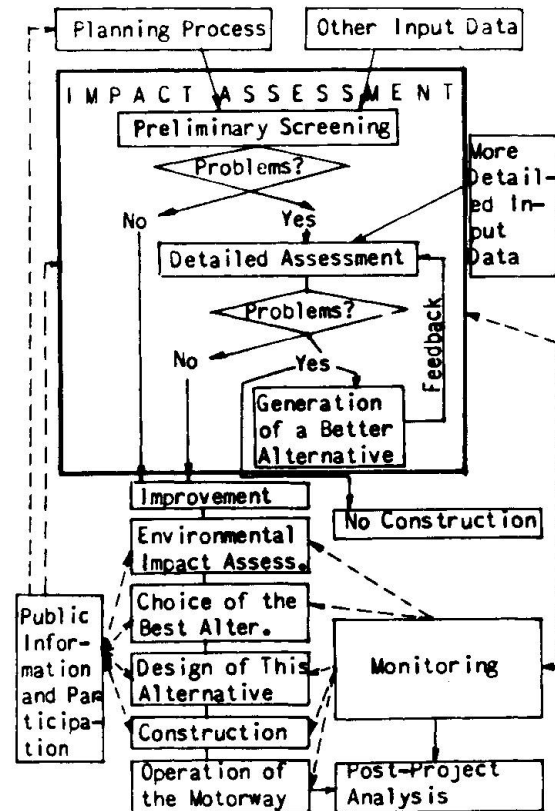 Planning Process
Other Input Data
IMPACT ASSESSMENT
Preliminary Screening
Problems?
No
Yes
More
Detail-
ed In-
put
Data
Detailed Assessment
Problems?
No
Yes
Feedback
Generation
of a Better
Alternative
Improvement
No Construction
Environmental
Impact Assess.
Choice of the
Best Alter.
Public
Infor-
mation
and Par
ticipa-
tion
Design of This
Alternative
Monitoring
Construction
Operation of
the Motorway
Post-Project
Analysis